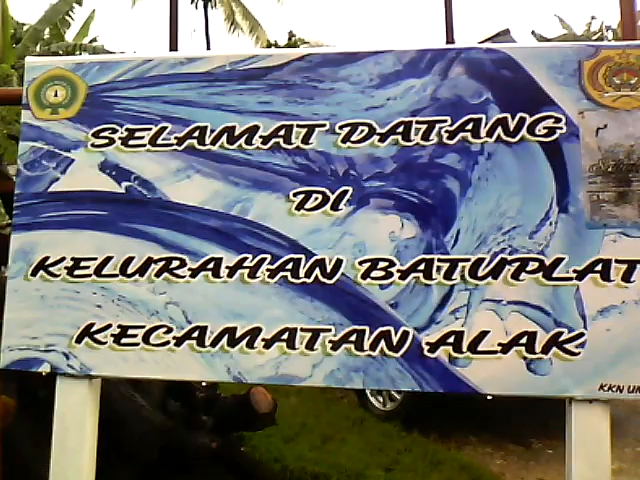 SELAMAT DATANG
DI
KELURAHAN BATUPLAT
KECAMATAN ALAK
KKN